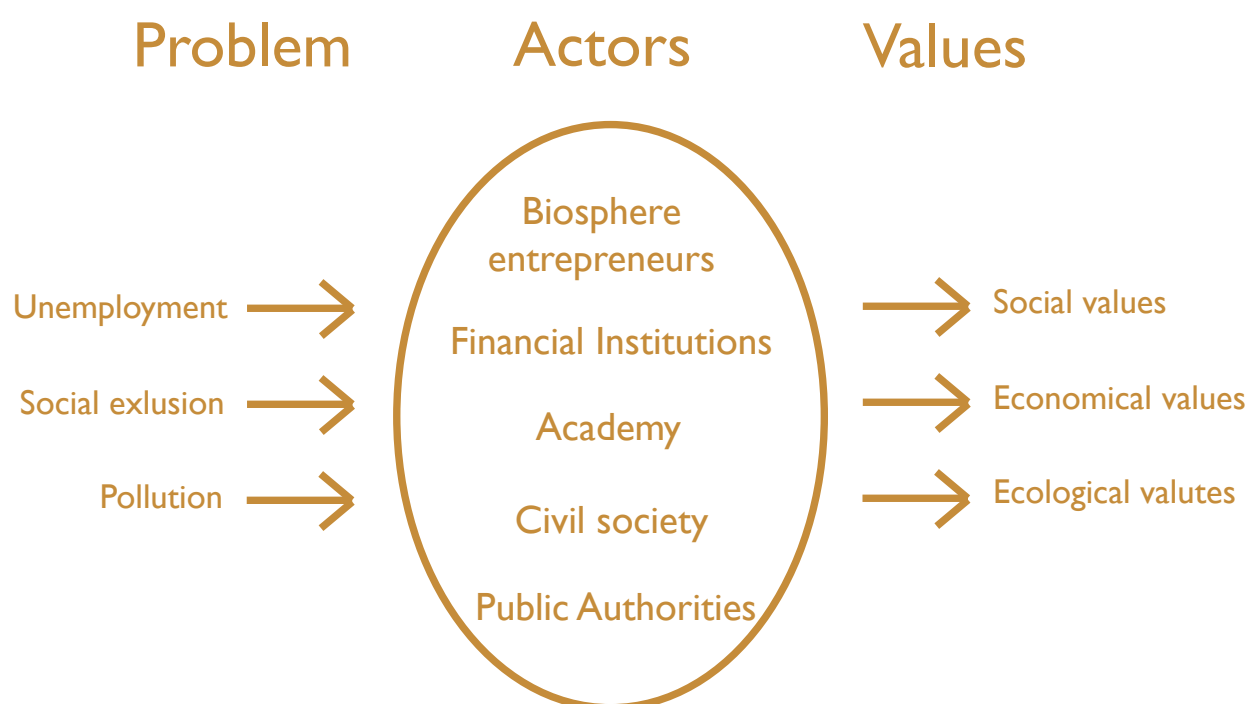 Problem
Actors
Values
Biosphere
entrepreneurs
Unemployment
Social values
Financial Institutions
Social exlusion
Economical values
Academy
Pollution
Ecological valutes
Civil society
Public Authorities